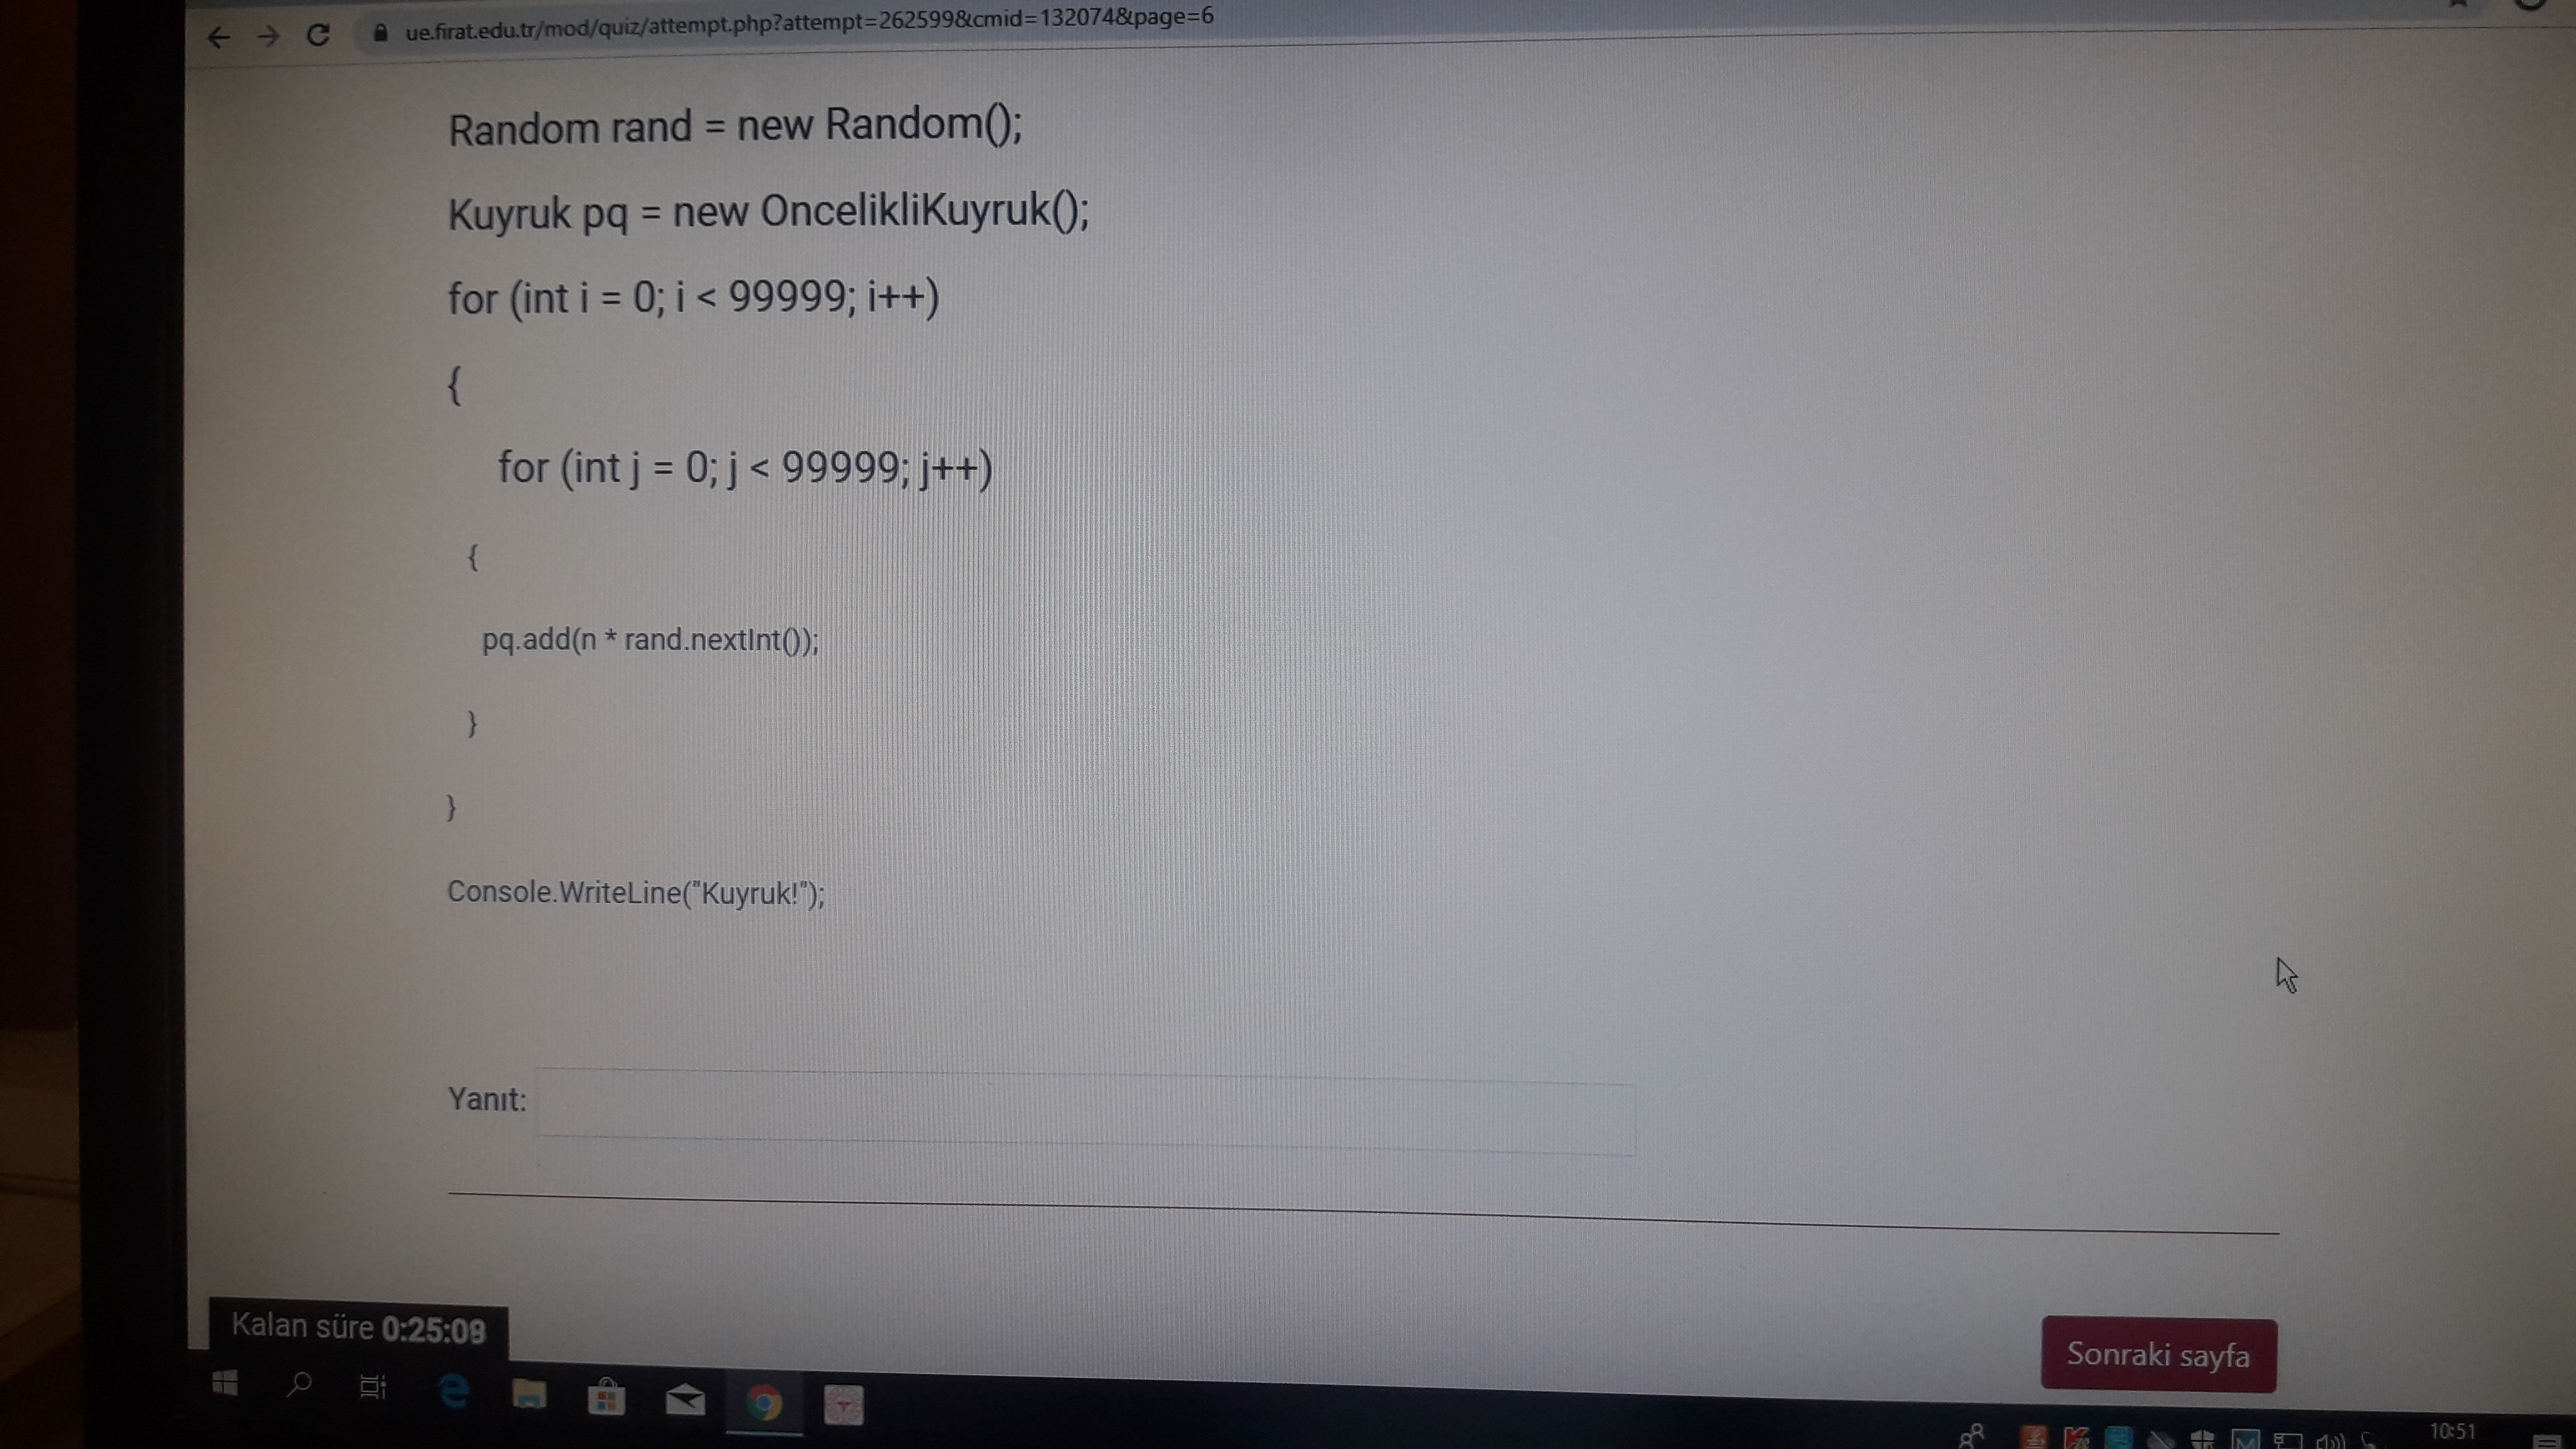 ue.firat.edu.tr/mod/quiz/attempt.php?attempt=262599&cmid=132074&page=6
Random rand = new Random();
Kuyruk pq = new OncelikliKuyruk();
for (int i = 0; i < 99999; i++)
{
for (int j = 0; j < 99999; j++)
{
pq.add(n * rand.nextInt());
}
}
Console.WriteLine("Kuyruk!");
Yanıt:
Sonraki sayfa
Kalan süre 0:25:09
10:51